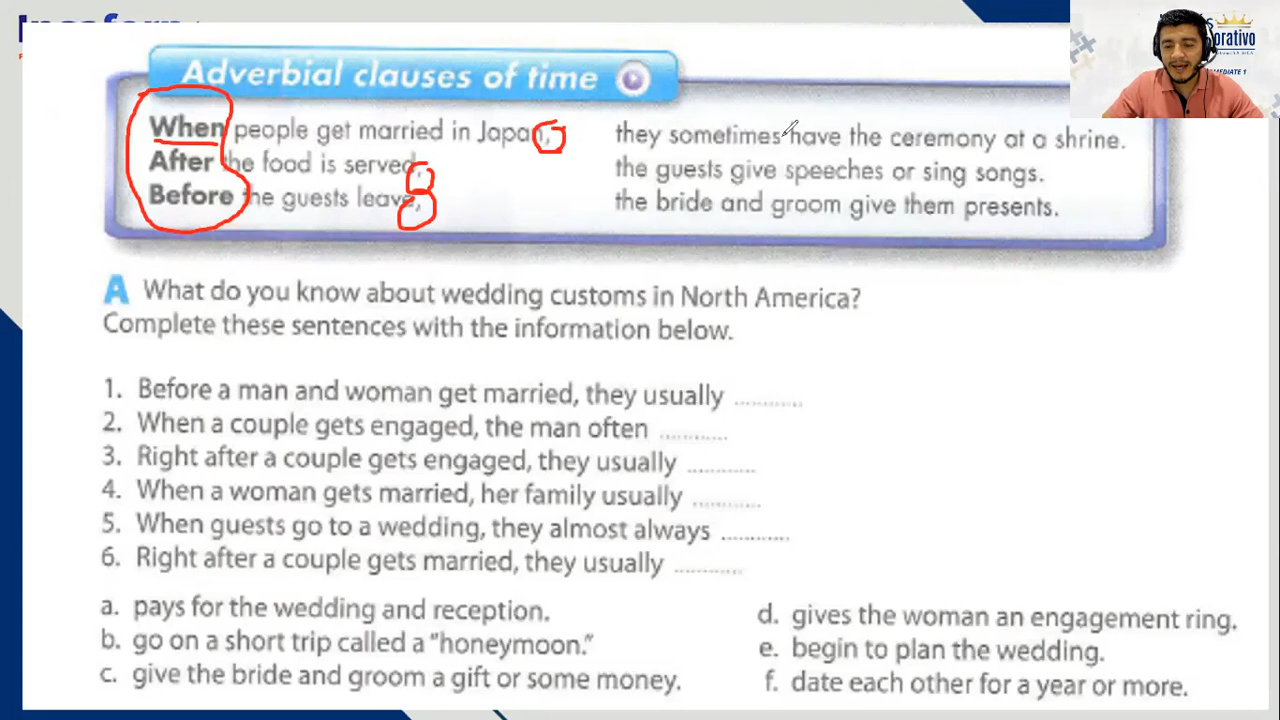 Adverbial clauses of time
When people get married in Japan, they sometimes have the ceremony at a shrine.
After the food is served, the guests give speeches or sing songs.
Before the guests leave, the bride and groom give them presents.
A What do you know about wedding customs in North America?
Complete these sentences with the information below.
1. Before a man and woman get married, they usually ............
2. When a couple gets engaged, the man often ............
3. Right after a couple gets engaged, they usually ............
4. When a woman gets married, her family usually ............
5. When guests go to a wedding, they almost always ............
6. Right after a couple gets married, they usually ............
a. pays for the wedding and reception.
b. go on a short trip called a "honeymoon."
c. give the bride and groom a gift or some money.
d. gives the woman an engagement ring.
e. begin to plan the wedding.
f. date each other for a year or more.